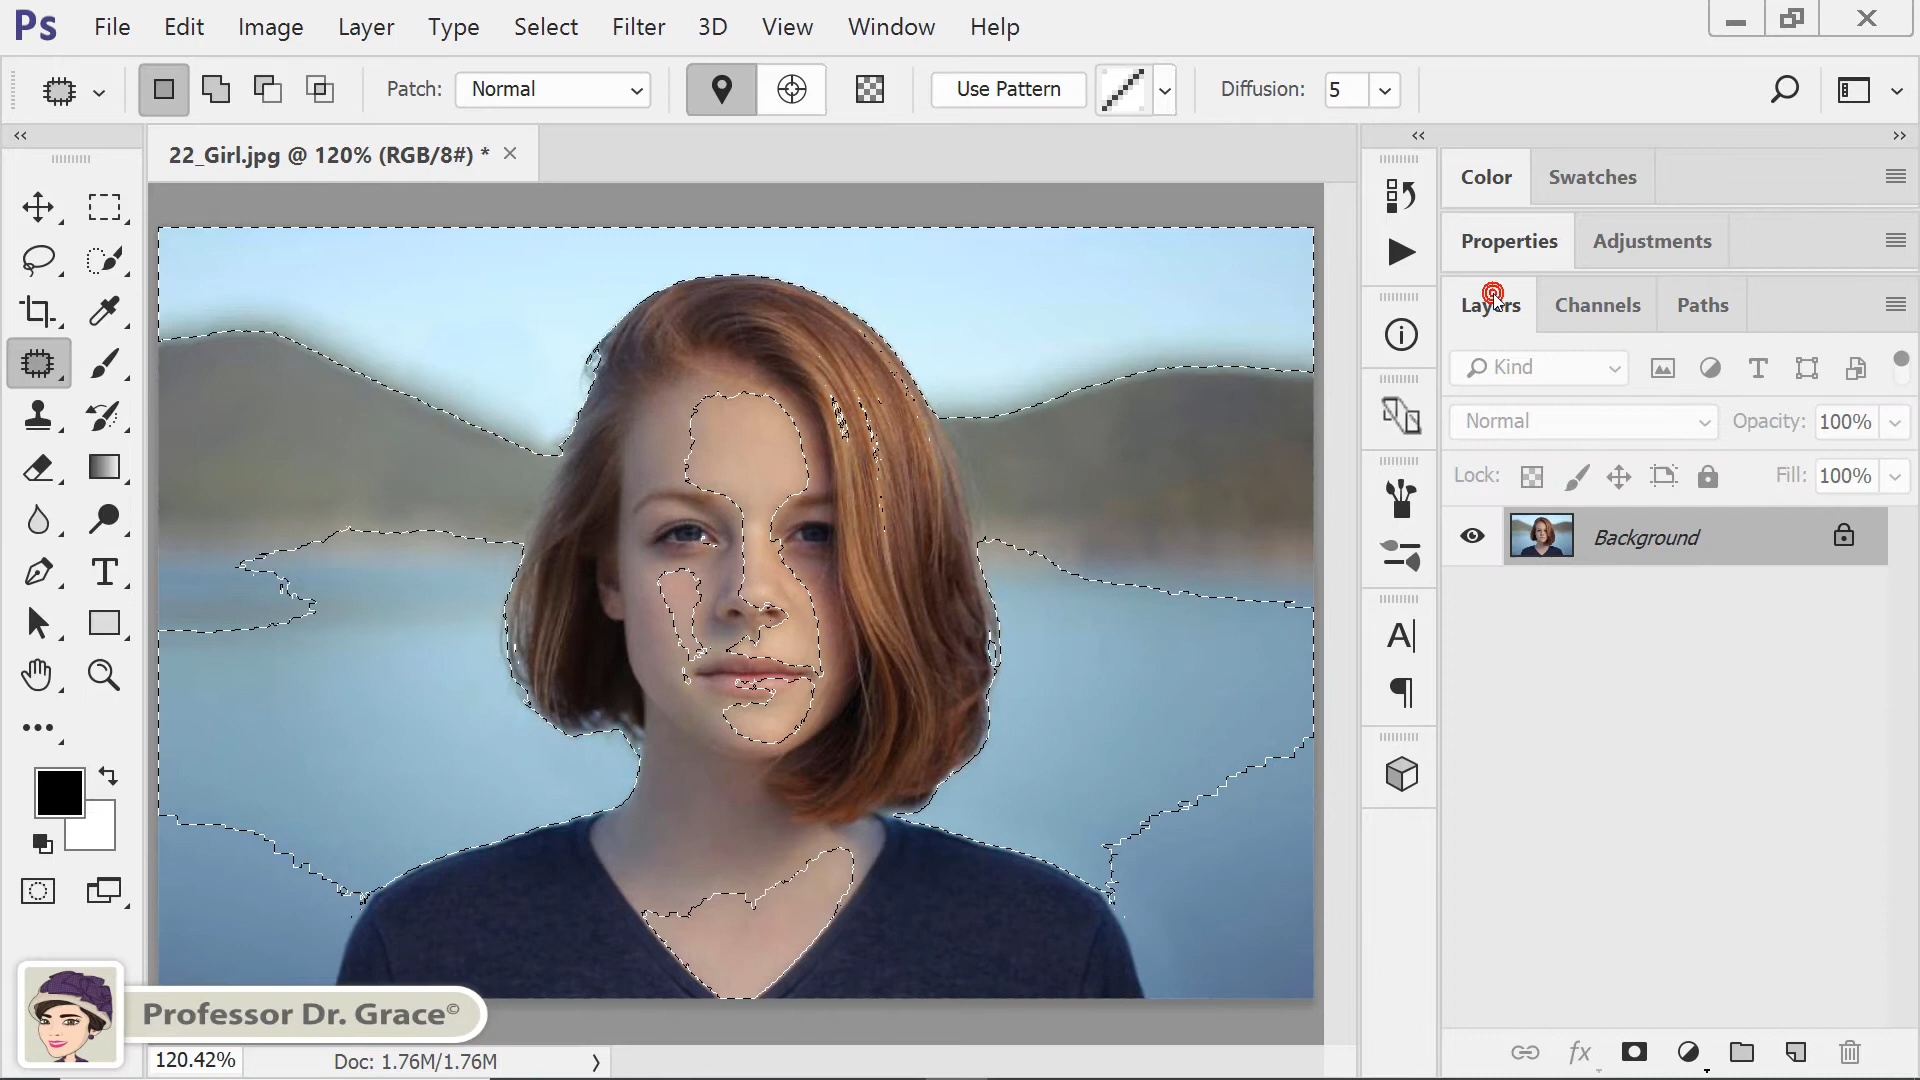 Ps File Edit Image Layer Type Select Filter 3D View Window Help
Patch: Normal Use Pattern Diffusion: 5
22_Girl.jpg @ 120% (RGB/8#) *
Color Swatches
Properties Adjustments
Layers Channels Paths
Kind
Normal Opacity: 100%
Lock: Fill: 100%
Background
Professor Dr. Grace©
120.42% Doc: 1.76M/1.76M